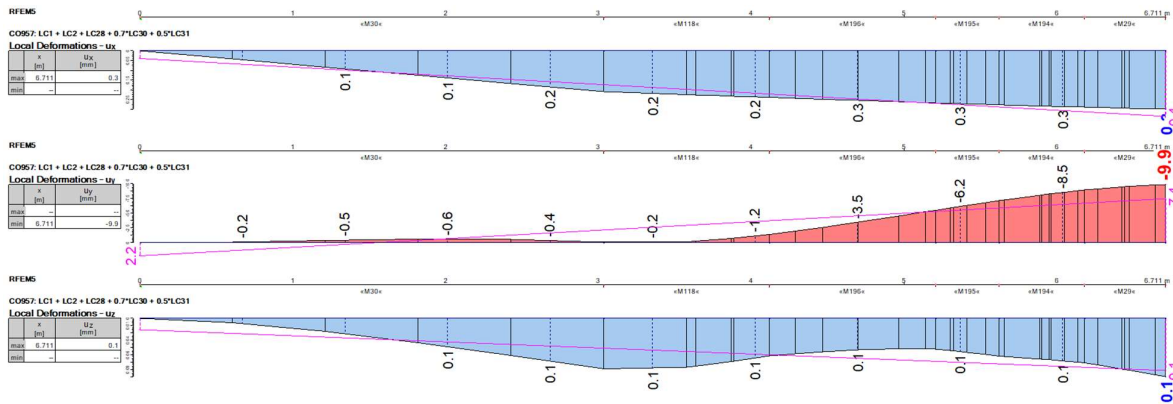 RFEM5
0 1 2 3 4 5 6 6.711 m
«M30« «M118« «M196« «M195« «M194« «M29«
CO957: LC1 + LC2 + LC28 + 0.7*LC30 + 0.5*LC31
Local Deformations - ux
x ux
[m] [mm]
max 6.711 0.3
min -- --
0.1 0.1 0.2 0.2 0.2 0.3 0.3 0.3
RFEM5
0 1 2 3 4 5 6 6.711 m
«M30« «M118« «M196« «M195« «M194« «M29«
CO957: LC1 + LC2 + LC28 + 0.7*LC30 + 0.5*LC31
Local Deformations - uy
x uy
[m] [mm]
max -- --
min 6.711 -9.9
2.2 -0.2 -0.5 -0.6 -0.4 -0.2 -1.2 -3.5 -6.2 -8.5 -9.9
RFEM5
0 1 2 3 4 5 6 6.711 m
«M30« «M118« «M196« «M195« «M194« «M29«
CO957: LC1 + LC2 + LC28 + 0.7*LC30 + 0.5*LC31
Local Deformations - uz
x uz
[m] [mm]
max 6.711 0.1
min -- --
0.1 0.1 0.1 0.1 0.1 0.1 0.1 0.1